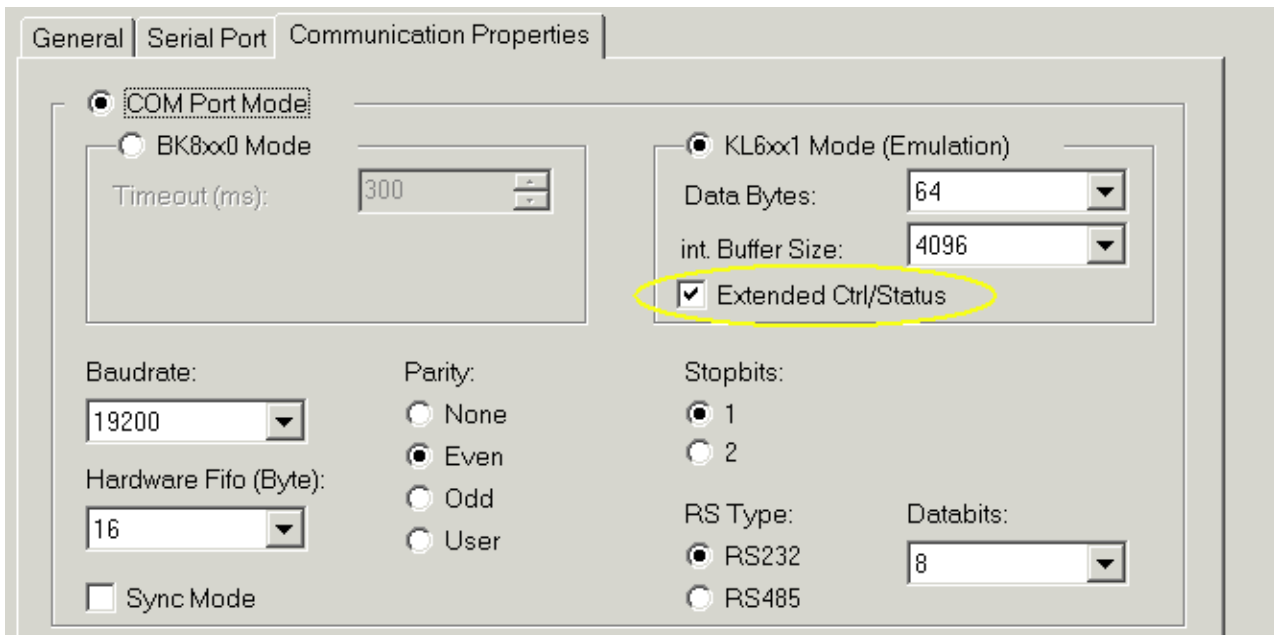 General Serial Port Communication Properties
COM Port Mode
BK8xx0 Mode
Timeout (ms): 300
KL6xx1 Mode (Emulation)
Data Bytes: 64
int. Buffer Size: 4096
Extended Ctrl/Status
Baudrate:
19200
Hardware Fifo (Byte):
16
Sync Mode
Parity:
None
Even
Odd
User
Stopbits:
1
2
RS Type:
RS232
RS485
Databits:
8